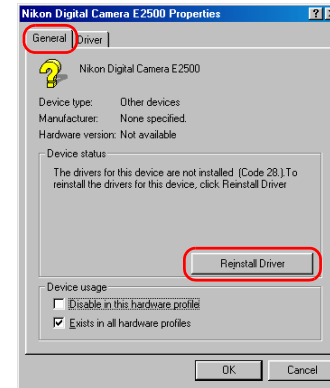 Nikon Digital Camera E2500 Properties
General Driver
Nikon Digital Camera E2500
Device type: Other devices
Manufacturer: None specified.
Hardware version: Not available
Device status
The drivers for this device are not installed (Code 28.).To
reinstall the drivers for this device, click Reinstall Driver
Reinstall Driver
Device usage
Disable in this hardware profile
Exists in all hardware profiles
OK Cancel